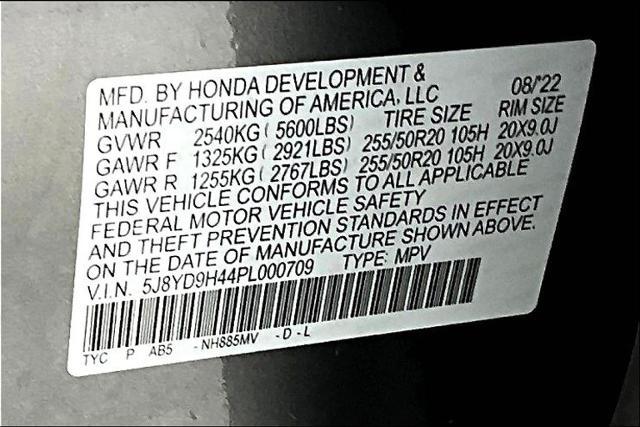 MFD. BY HONDA DEVELOPMENT & 08/'22
MANUFACTURING OF AMERICA, LLC
GVWR 2540KG ( 5600LBS) TIRE SIZE RIM SIZE
GAWR F 1325KG ( 2921LBS) 255/50R20 105H 20X9.0J
GAWR R 1255KG ( 2767LBS) 255/50R20 105H 20X9.0J
THIS VEHICLE CONFORMS TO ALL APPLICABLE
FEDERAL MOTOR VEHICLE SAFETY
AND THEFT PREVENTION STANDARDS IN EFFECT
ON THE DATE OF MANUFACTURE SHOWN ABOVE.
V.I.N. 5J8YD9H44PL000709 TYPE: MPV
TYC P AB5 - NH885MV - D - L